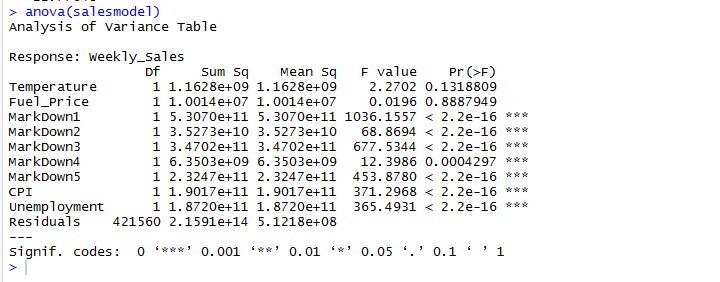 > anova(salesmodel)
Analysis of Variance Table

Response: Weekly_Sales
                 Df     Sum Sq    Mean Sq   F value    Pr(>F)    
Temperature       1 1.1628e+09 1.1628e+09    2.2702 0.1318809    
Fuel_Price        1 1.0014e+07 1.0014e+07    0.0196 0.8887949    
MarkDown1         1 5.3070e+11 5.3070e+11 1036.1557 < 2.2e-16 ***
MarkDown2         1 3.5273e+10 3.5273e+10   68.8694 < 2.2e-16 ***
MarkDown3         1 3.4702e+11 3.4702e+11  677.5344 < 2.2e-16 ***
MarkDown4         1 6.3503e+09 6.3503e+09   12.3986 0.0004297 ***
MarkDown5         1 2.3247e+11 2.3247e+11  453.8780 < 2.2e-16 ***
CPI               1 1.9017e+11 1.9017e+11  371.2968 < 2.2e-16 ***
Unemployment      1 1.8720e+11 1.8720e+11  365.4931 < 2.2e-16 ***
Residuals    421560 2.1591e+14 5.1218e+08                        
---
Signif. codes:  0 ‘***’ 0.001 ‘**’ 0.01 ‘*’ 0.05 ‘.’ 0.1 ‘ ’ 1
>